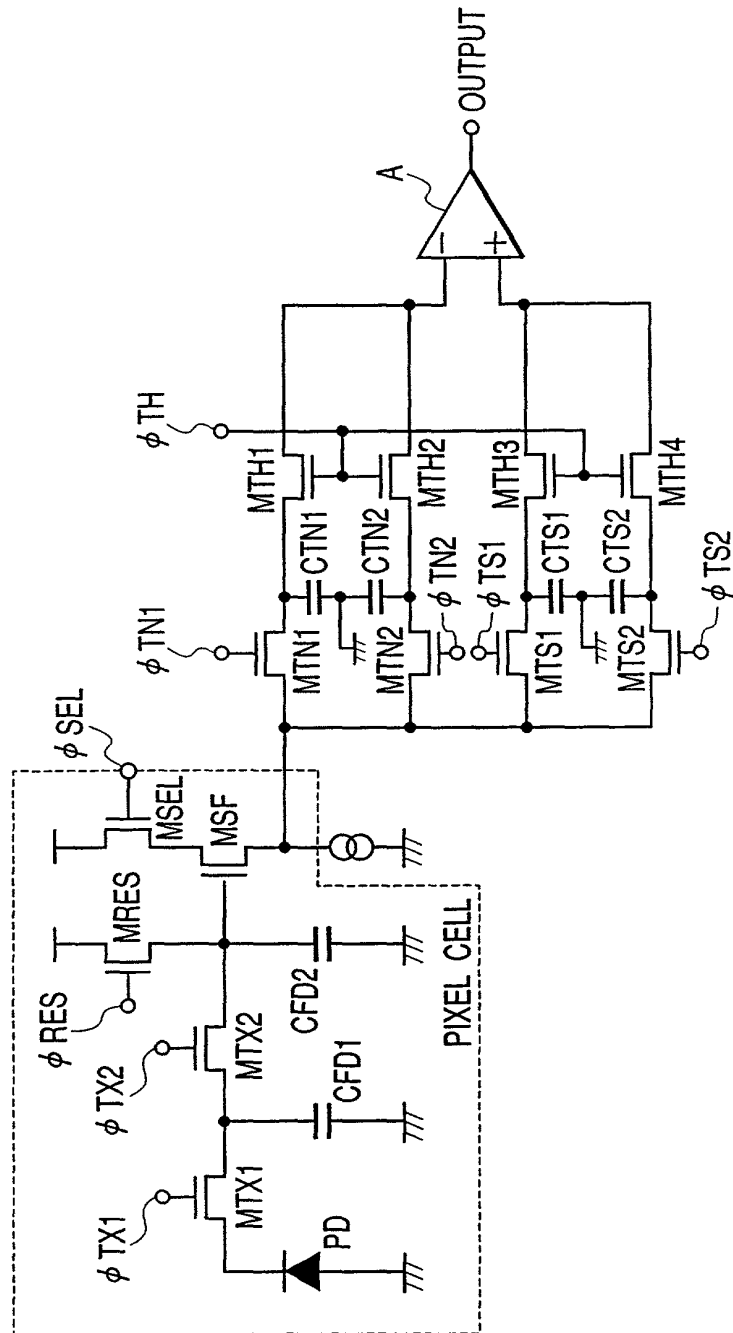 φTX1
φTX2
φRES
φSEL
MTX1
MTX2
MRES
MSEL
MSF
PD
CFD1
CFD2
PIXEL CELL
φTN1
φTH
MTN1
MTH1
CTN1
CTN2
MTN2
MTH2
φTN2
φTS1
MTS1
MTH3
CTS1
CTS2
MTS2
MTH4
φTS2
A
−
+
OUTPUT